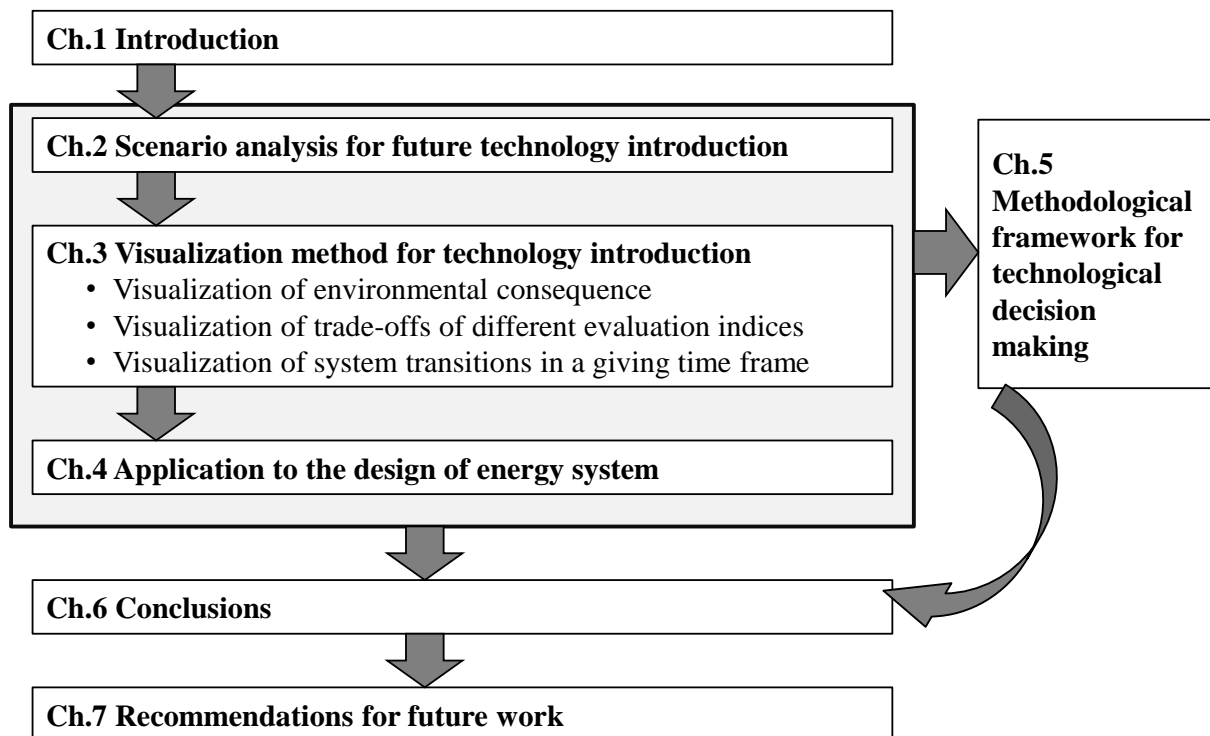 Ch.1 Introduction
Ch.2 Scenario analysis for future technology introduction
Ch.3 Visualization method for technology introduction
• Visualization of environmental consequence
• Visualization of trade-offs of different evaluation indices
• Visualization of system transitions in a giving time frame
Ch.4 Application to the design of energy system
Ch.5
Methodological
framework for
technological
decision
making
Ch.6 Conclusions
Ch.7 Recommendations for future work